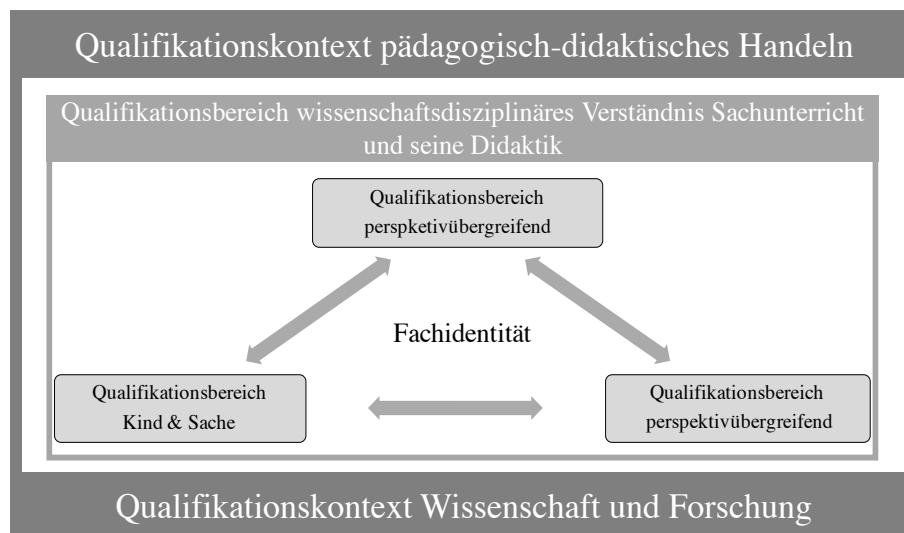 Qualifikationskontext pädagogisch-didaktisches Handeln
Qualifikationsbereich wissenschaftsdisziplinäres Verständnis Sachunterricht
und seine Didaktik
Qualifikationsbereich
perspketivübergreifend
Fachidentität
Qualifikationsbereich
Kind & Sache
Qualifikationsbereich
perspektivübergreifend
Qualifikationskontext Wissenschaft und Forschung